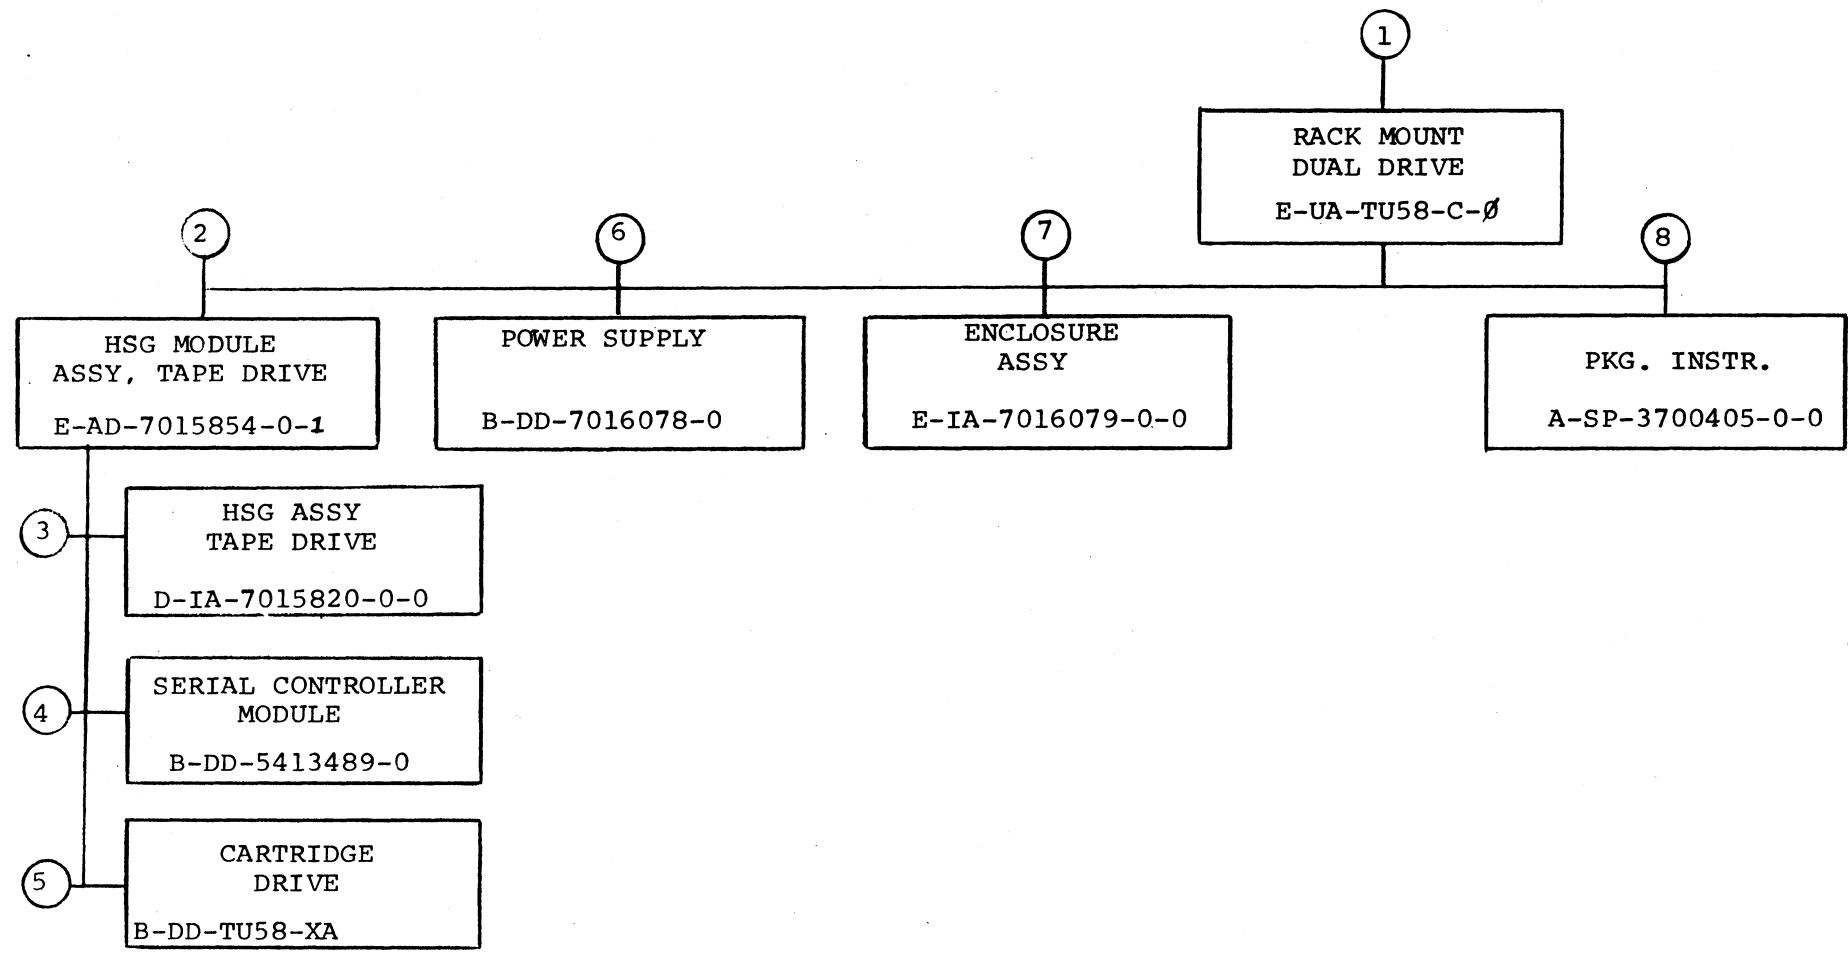 1
RACK MOUNT
DUAL DRIVE
E-UA-TU58-C-Ø
2
HSG MODULE
ASSY, TAPE DRIVE
E-AD-7015854-0-1
6
POWER SUPPLY
B-DD-7016078-0
7
ENCLOSURE
ASSY
E-IA-7016079-0-0
8
PKG. INSTR.
A-SP-3700405-0-0
3
HSG ASSY
TAPE DRIVE
D-IA-7015820-0-0
4
SERIAL CONTROLLER
MODULE
B-DD-5413489-0
5
CARTRIDGE
DRIVE
B-DD-TU58-XA